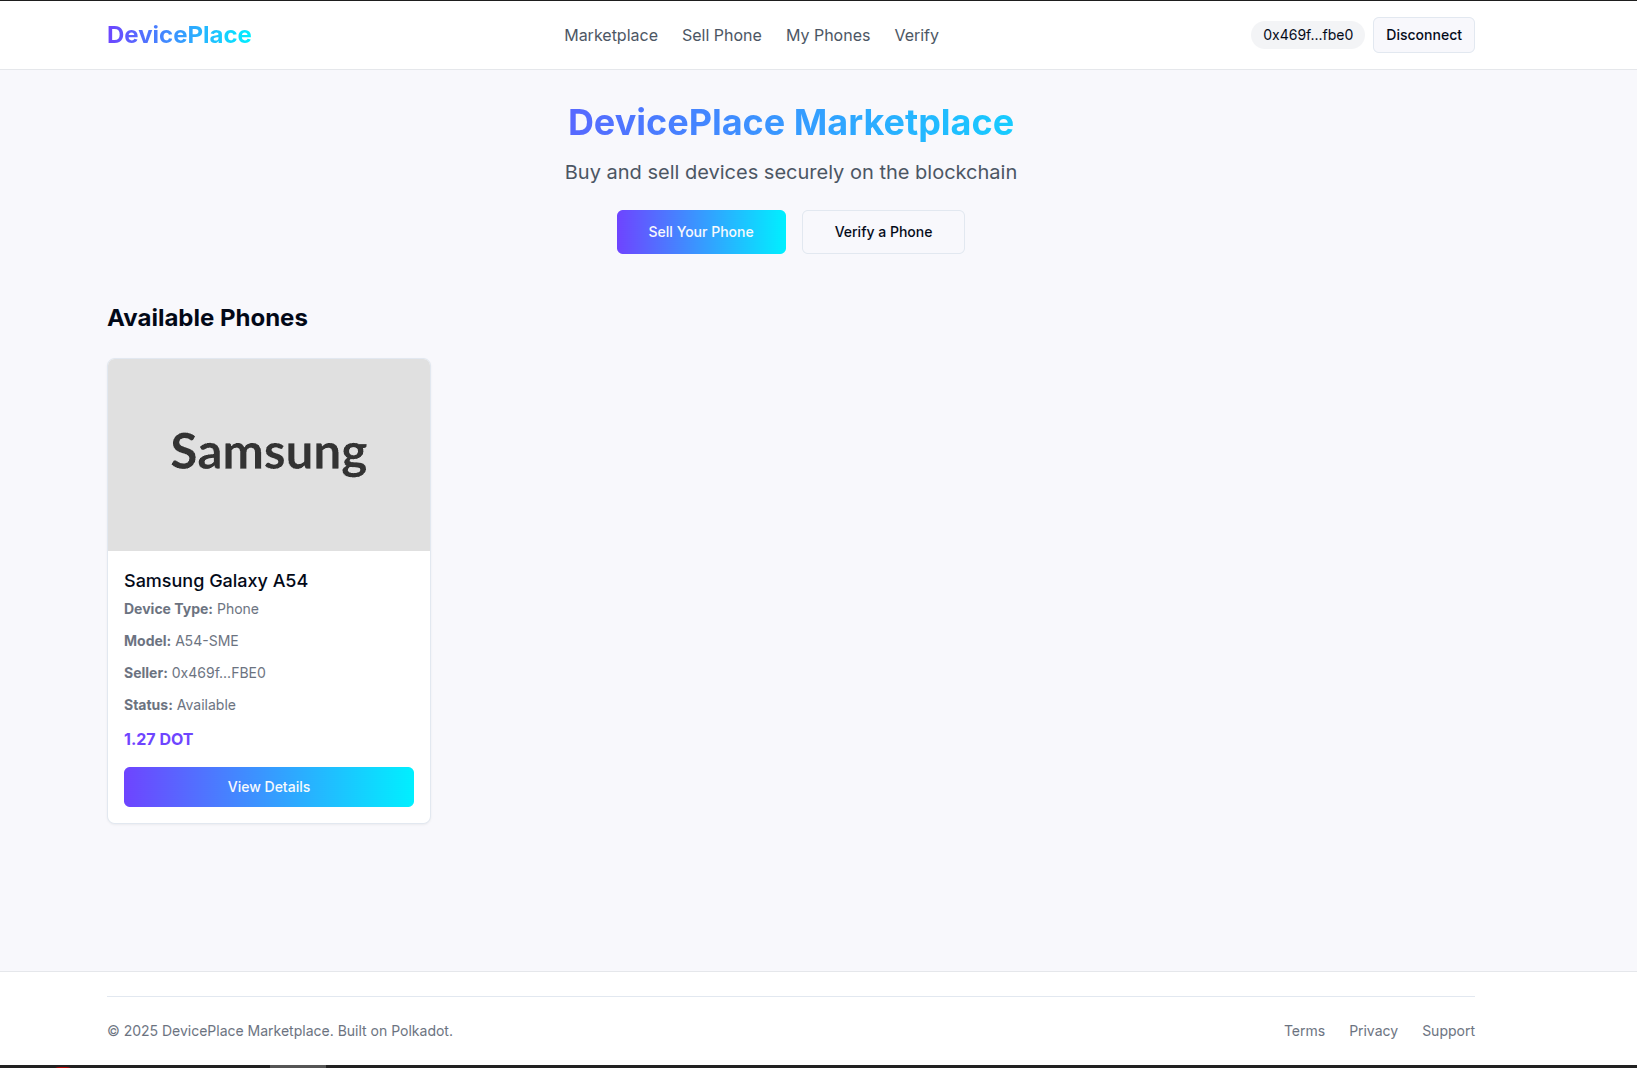 DevicePlace
Marketplace Sell Phone My Phones Verify
0x469f...fbe0 Disconnect
DevicePlace Marketplace
Buy and sell devices securely on the blockchain
Sell Your Phone Verify a Phone
Available Phones
Samsung
Samsung Galaxy A54
Device Type: Phone
Model: A54-SME
Seller: 0x469f...FBE0
Status: Available
1.27 DOT
View Details
© 2025 DevicePlace Marketplace. Built on Polkadot.
Terms Privacy Support